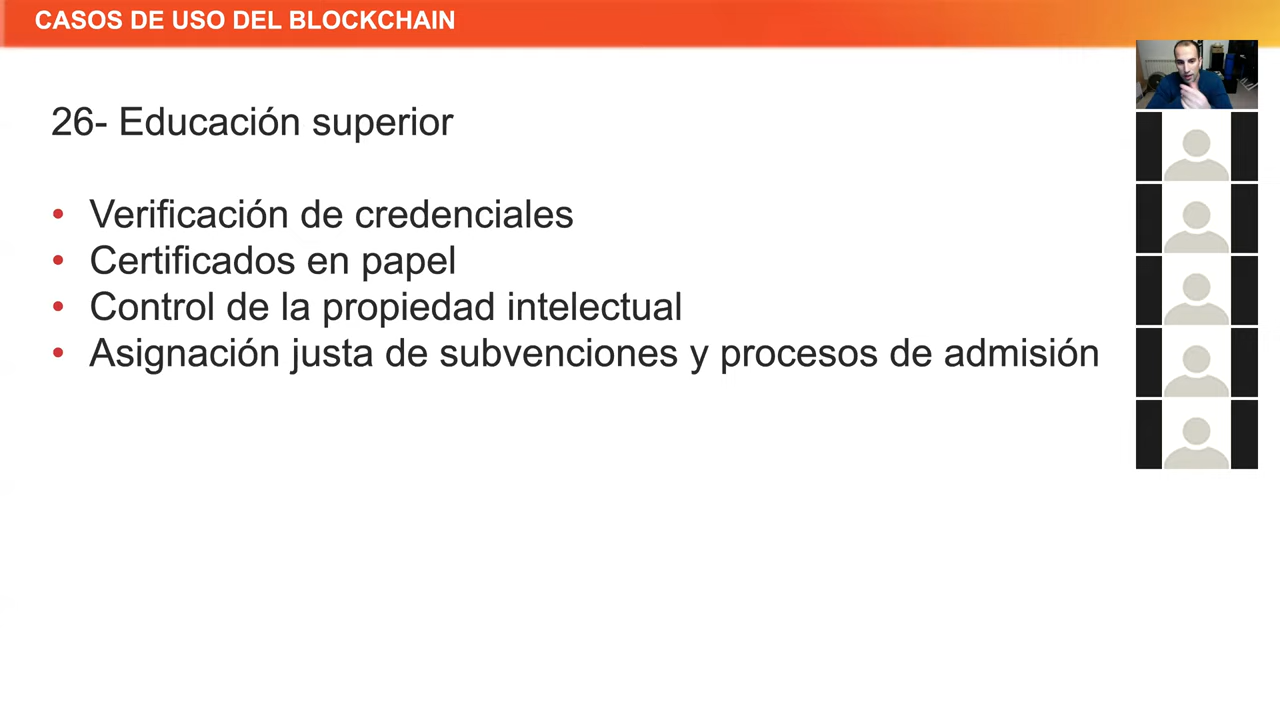 CASOS DE USO DEL BLOCKCHAIN
26- Educación superior
• Verificación de credenciales
• Certificados en papel
• Control de la propiedad intelectual
• Asignación justa de subvenciones y procesos de admisión